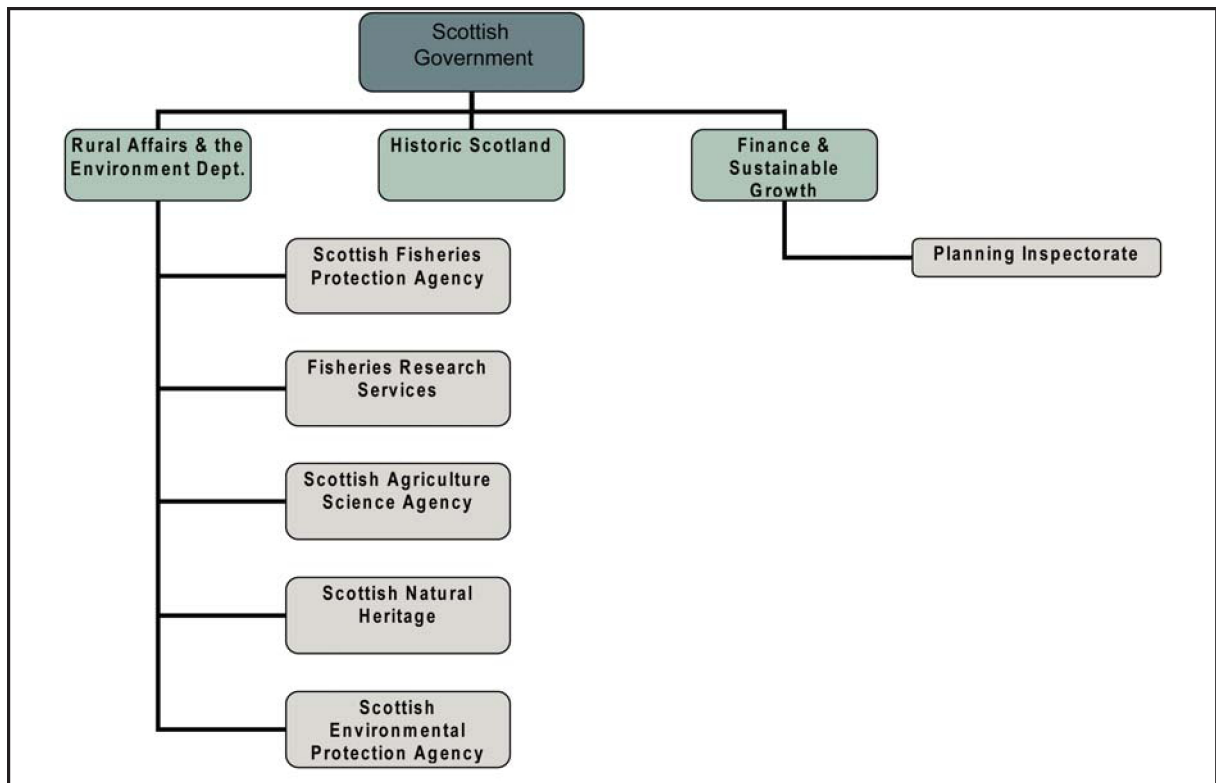 Scottish
Government
Rural Affairs & the
Environment Dept.
Historic Scotland
Finance &
Sustainable
Growth
Scottish Fisheries
Protection Agency
Planning Inspectorate
Fisheries Research
Services
Scottish Agriculture
Science Agency
Scottish Natural
Heritage
Scottish
Environmental
Protection Agency